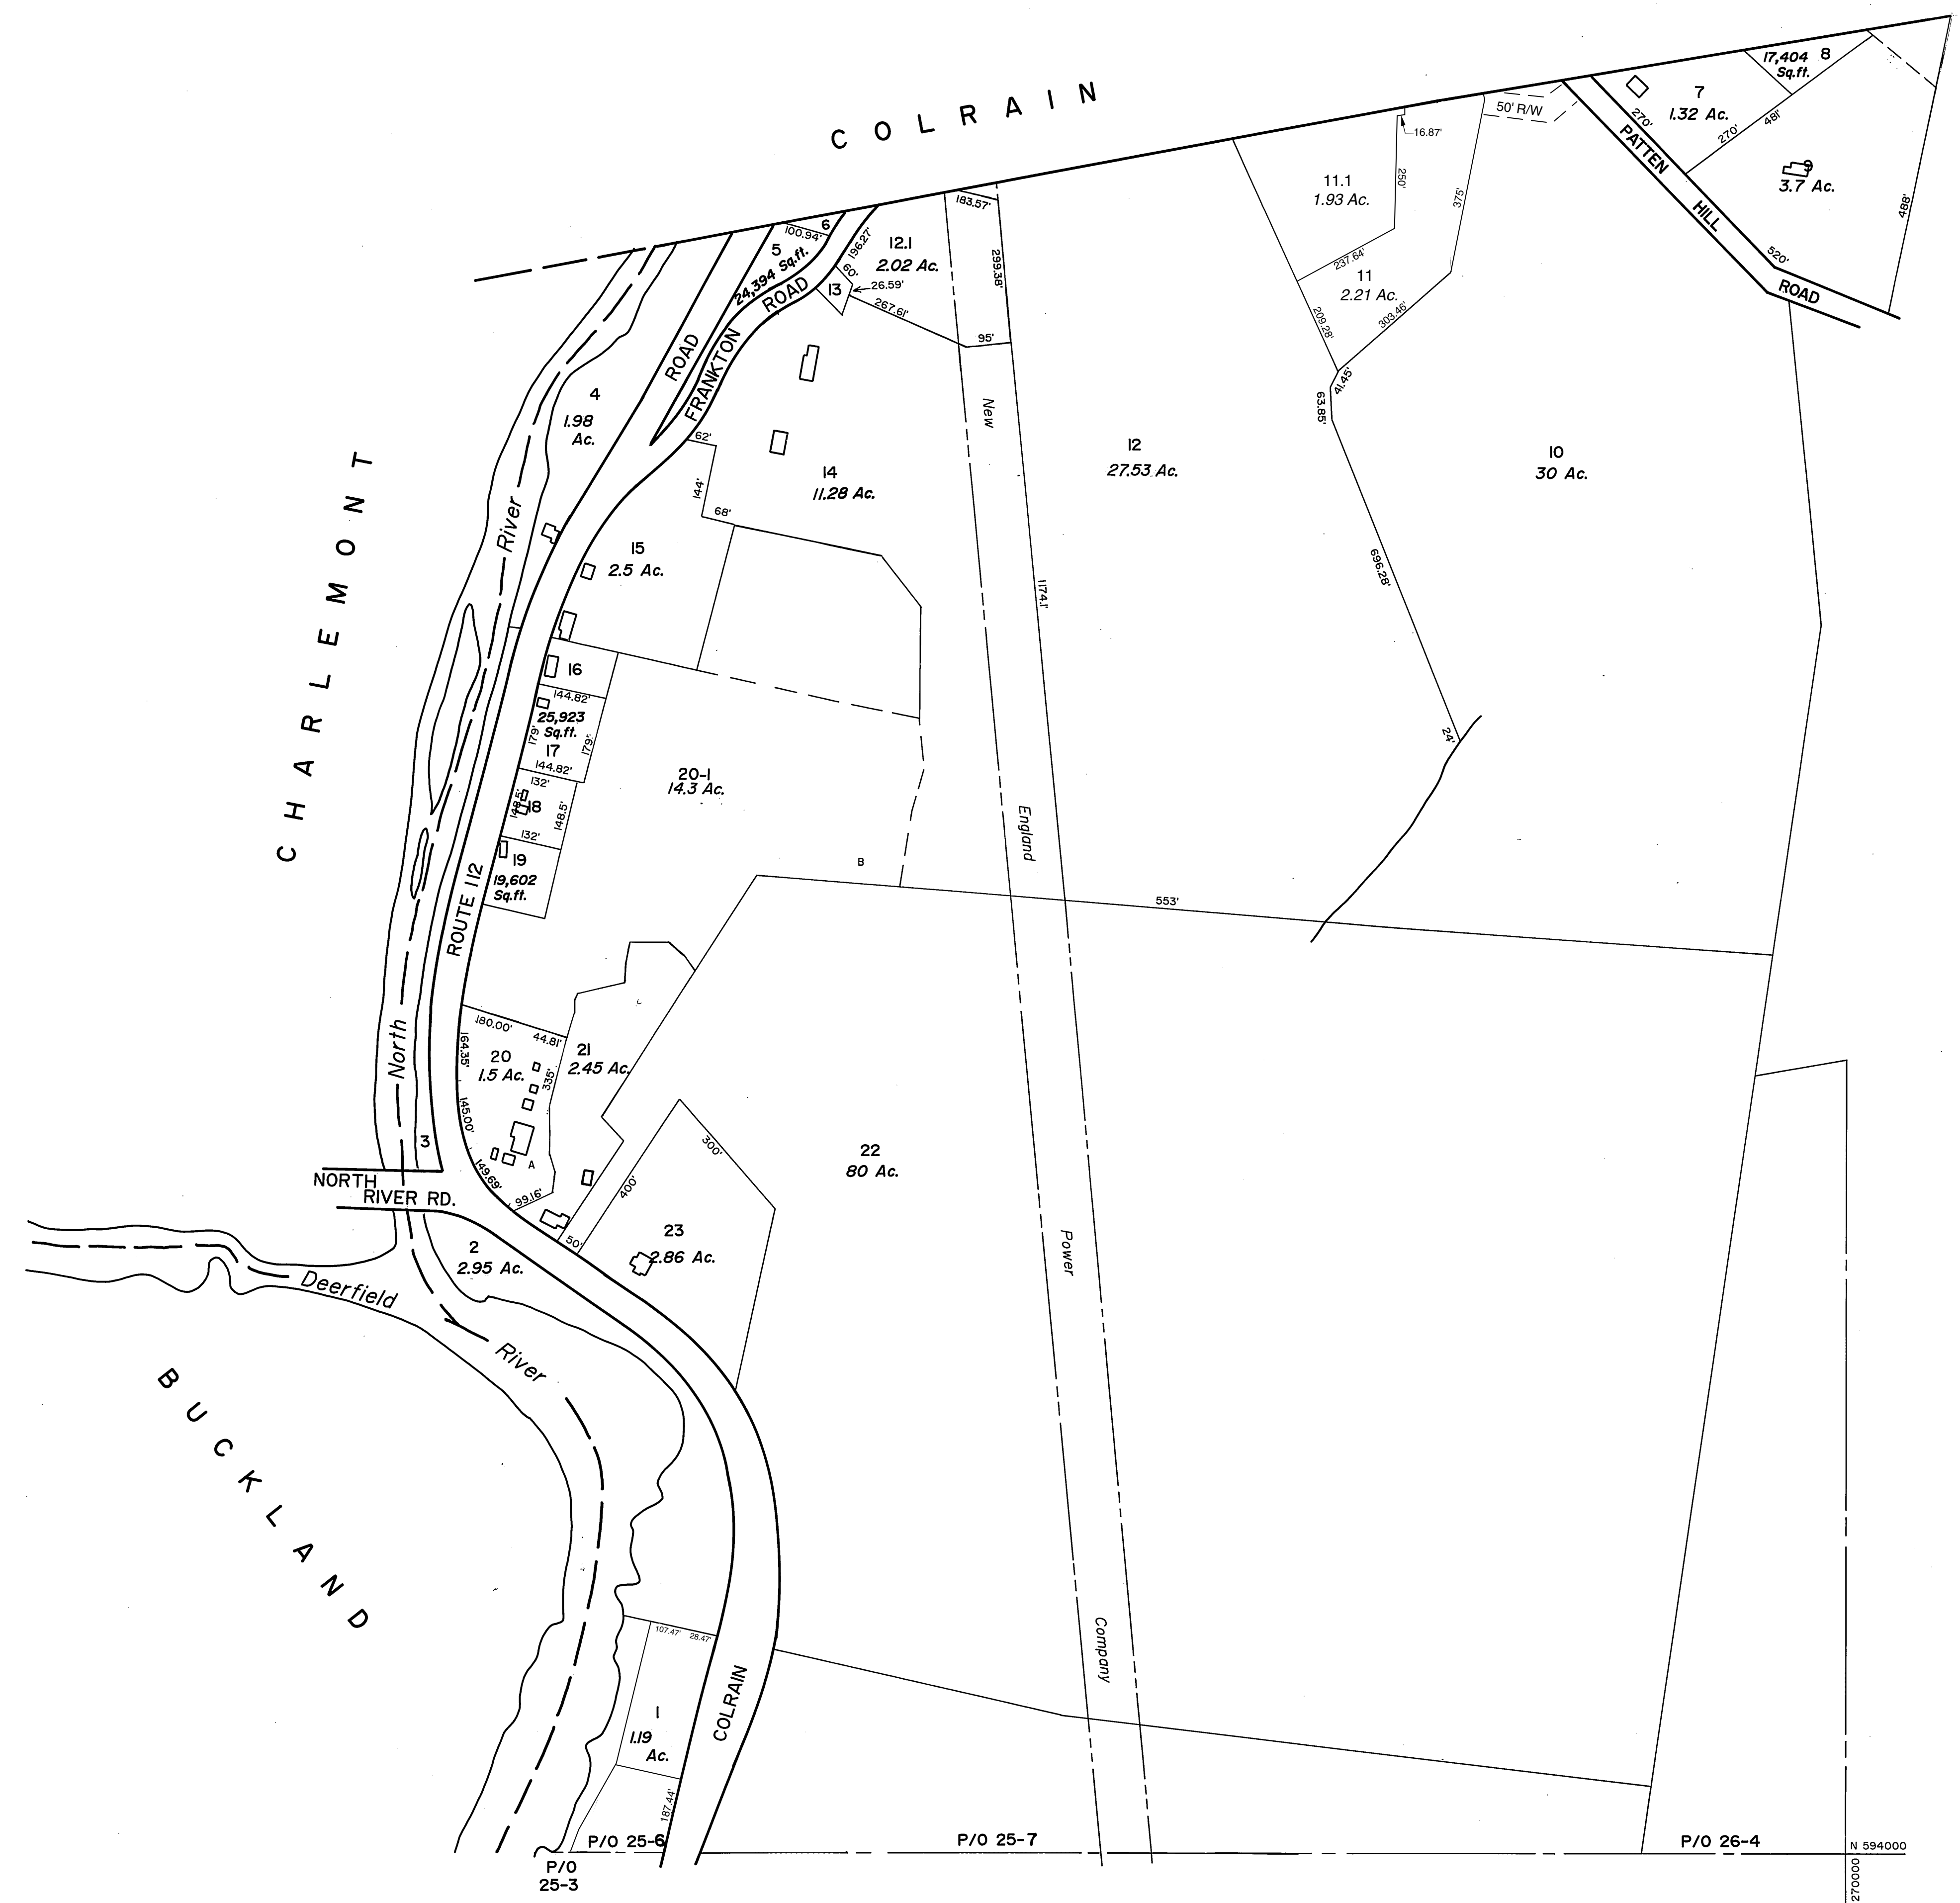 COLRAIN
CHARLEMONT
BUCKLAND
17,404
Sq.ft.
8
7
1.32 Ac.
270'
270'
481'
9
3.7 Ac.
488'
520'
PATTEN
HILL
ROAD
50' R/W
16.87'
11.1
1.93 Ac.
250'
375'
237.64'
11
2.21 Ac.
209.28'
303.46'
41.45'
63.85'
696.28'
24'
10
30 Ac.
12
27.53 Ac.
183.57'
299.38'
12.1
2.02 Ac.
196.27'
60'
26.59'
267.61'
95'
13
6
100.94'
5
24,394 Sq.ft.
ROAD
FRANKTON
ROAD
4
1.98
Ac.
62'
144'
68'
14
11.28 Ac.
15
2.5 Ac.
River
16
144.82'
25,923
Sq.ft.
179'
179'
17
144.82'
132'
148.5'
18
148.5'
132'
19
19,602
Sq.ft.
20-1
14.3 Ac.
B
New
England
Power
Company
1174.1'
553'
ROUTE 112
North
180.00'
44.81'
164.35'
20
1.5 Ac.
335'
145.00'
149.69'
99.16'
A
21
2.45 Ac.
3
NORTH
RIVER RD.
22
80 Ac.
300'
400'
50'
23
2.86 Ac.
2
2.95 Ac.
Deerfield
River
107.47'
28.47'
1
1.19
Ac.
187.44'
COLRAIN
P/O 25-6
P/O 25-7
P/O 26-4
P/O
25-3
N 594000
270000